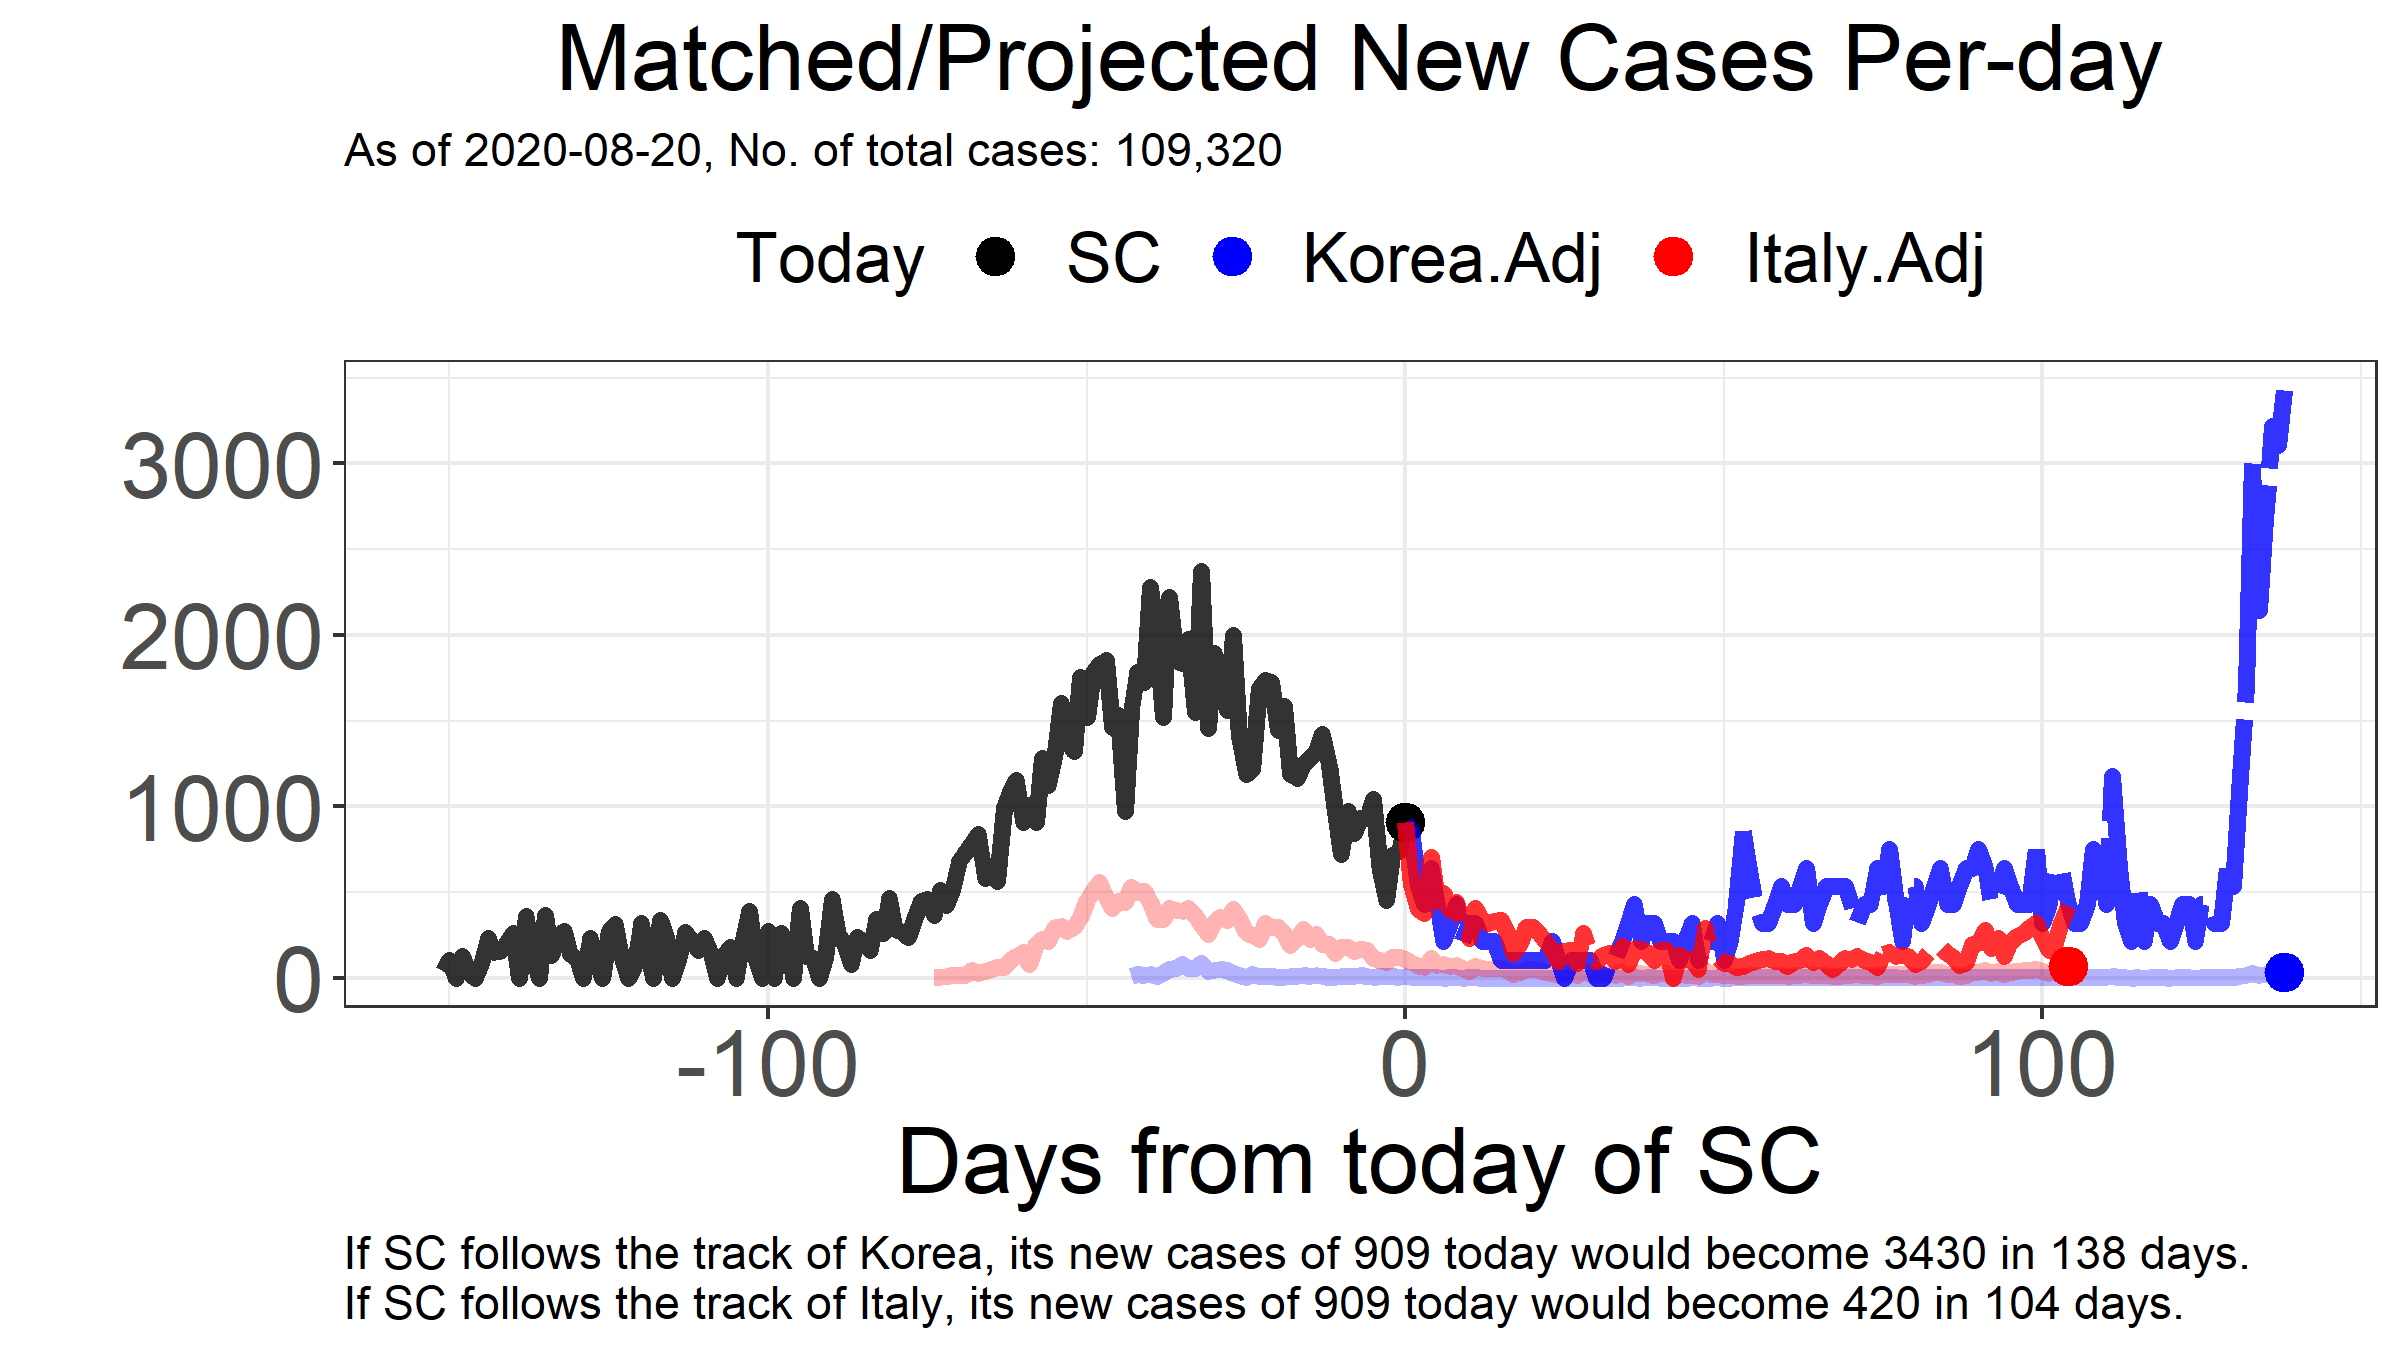 Matched/Projected New Cases Per-day
As of 2020-08-20, No. of total cases: 109,320
Today SC Korea.Adj Italy.Adj
3000
2000
1000
0
-100 0 100
Days from today of SC
If SC follows the track of Korea, its new cases of 909 today would become 3430 in 138 days.
If SC follows the track of Italy, its new cases of 909 today would become 420 in 104 days.